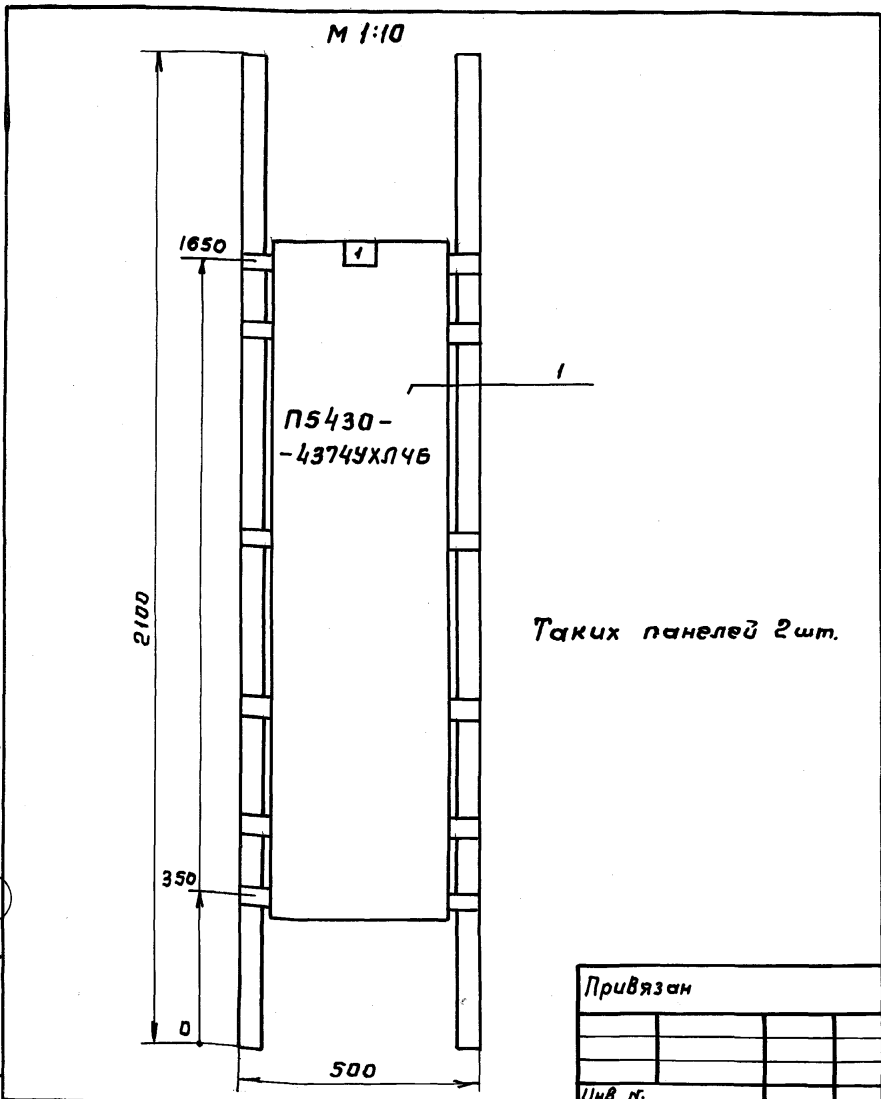 М 1:10
1650
1
1
П5430-
-4374УХЛ4Б
2100
Таких панелей 2шт.
350
0
500
Привязан
Инв. №